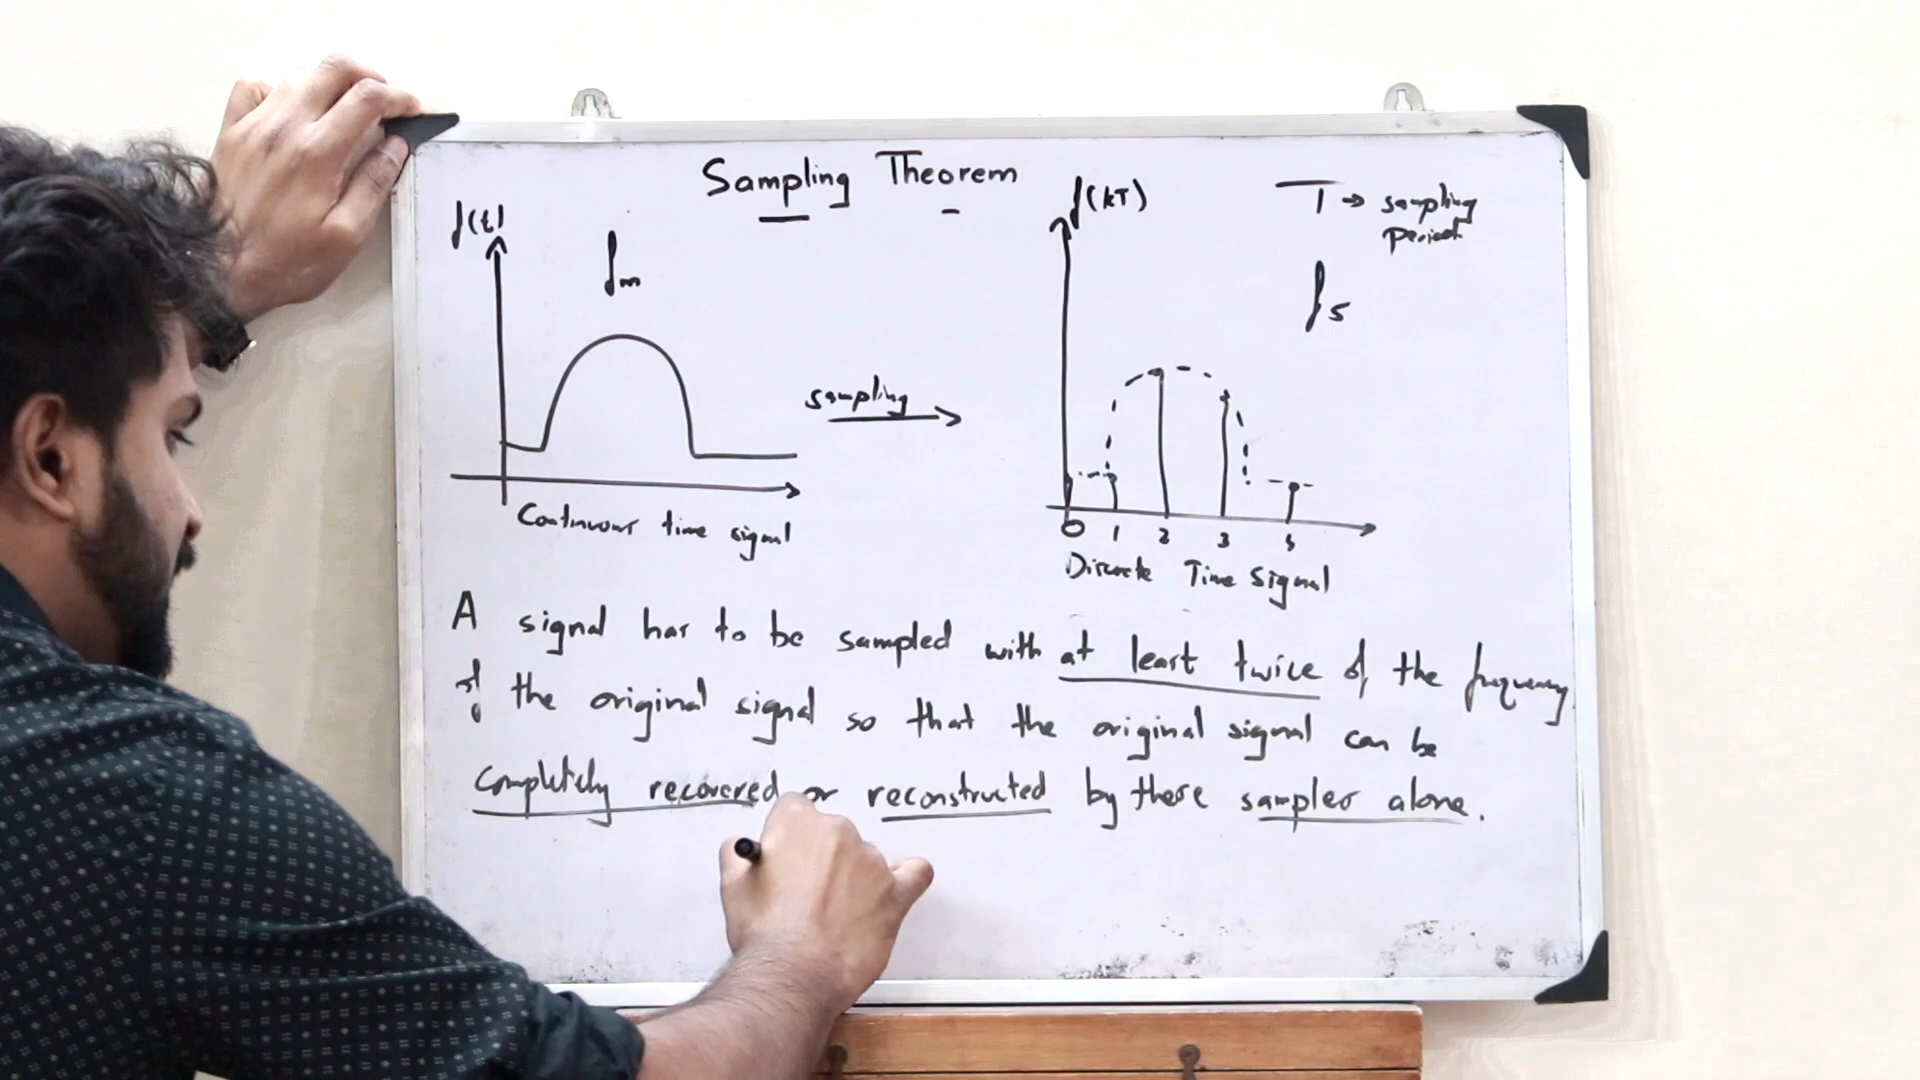 Sampling Theorem
f(t)
fm
Continuous time signal
sampling
f(kT)
T → sampling
period
fs
0 1 2 3
Discrete Time Signal
A signal has to be sampled with at least twice of the frequency
of the original signal so that the original signal can be
completely recovered or reconstructed by these samples alone.